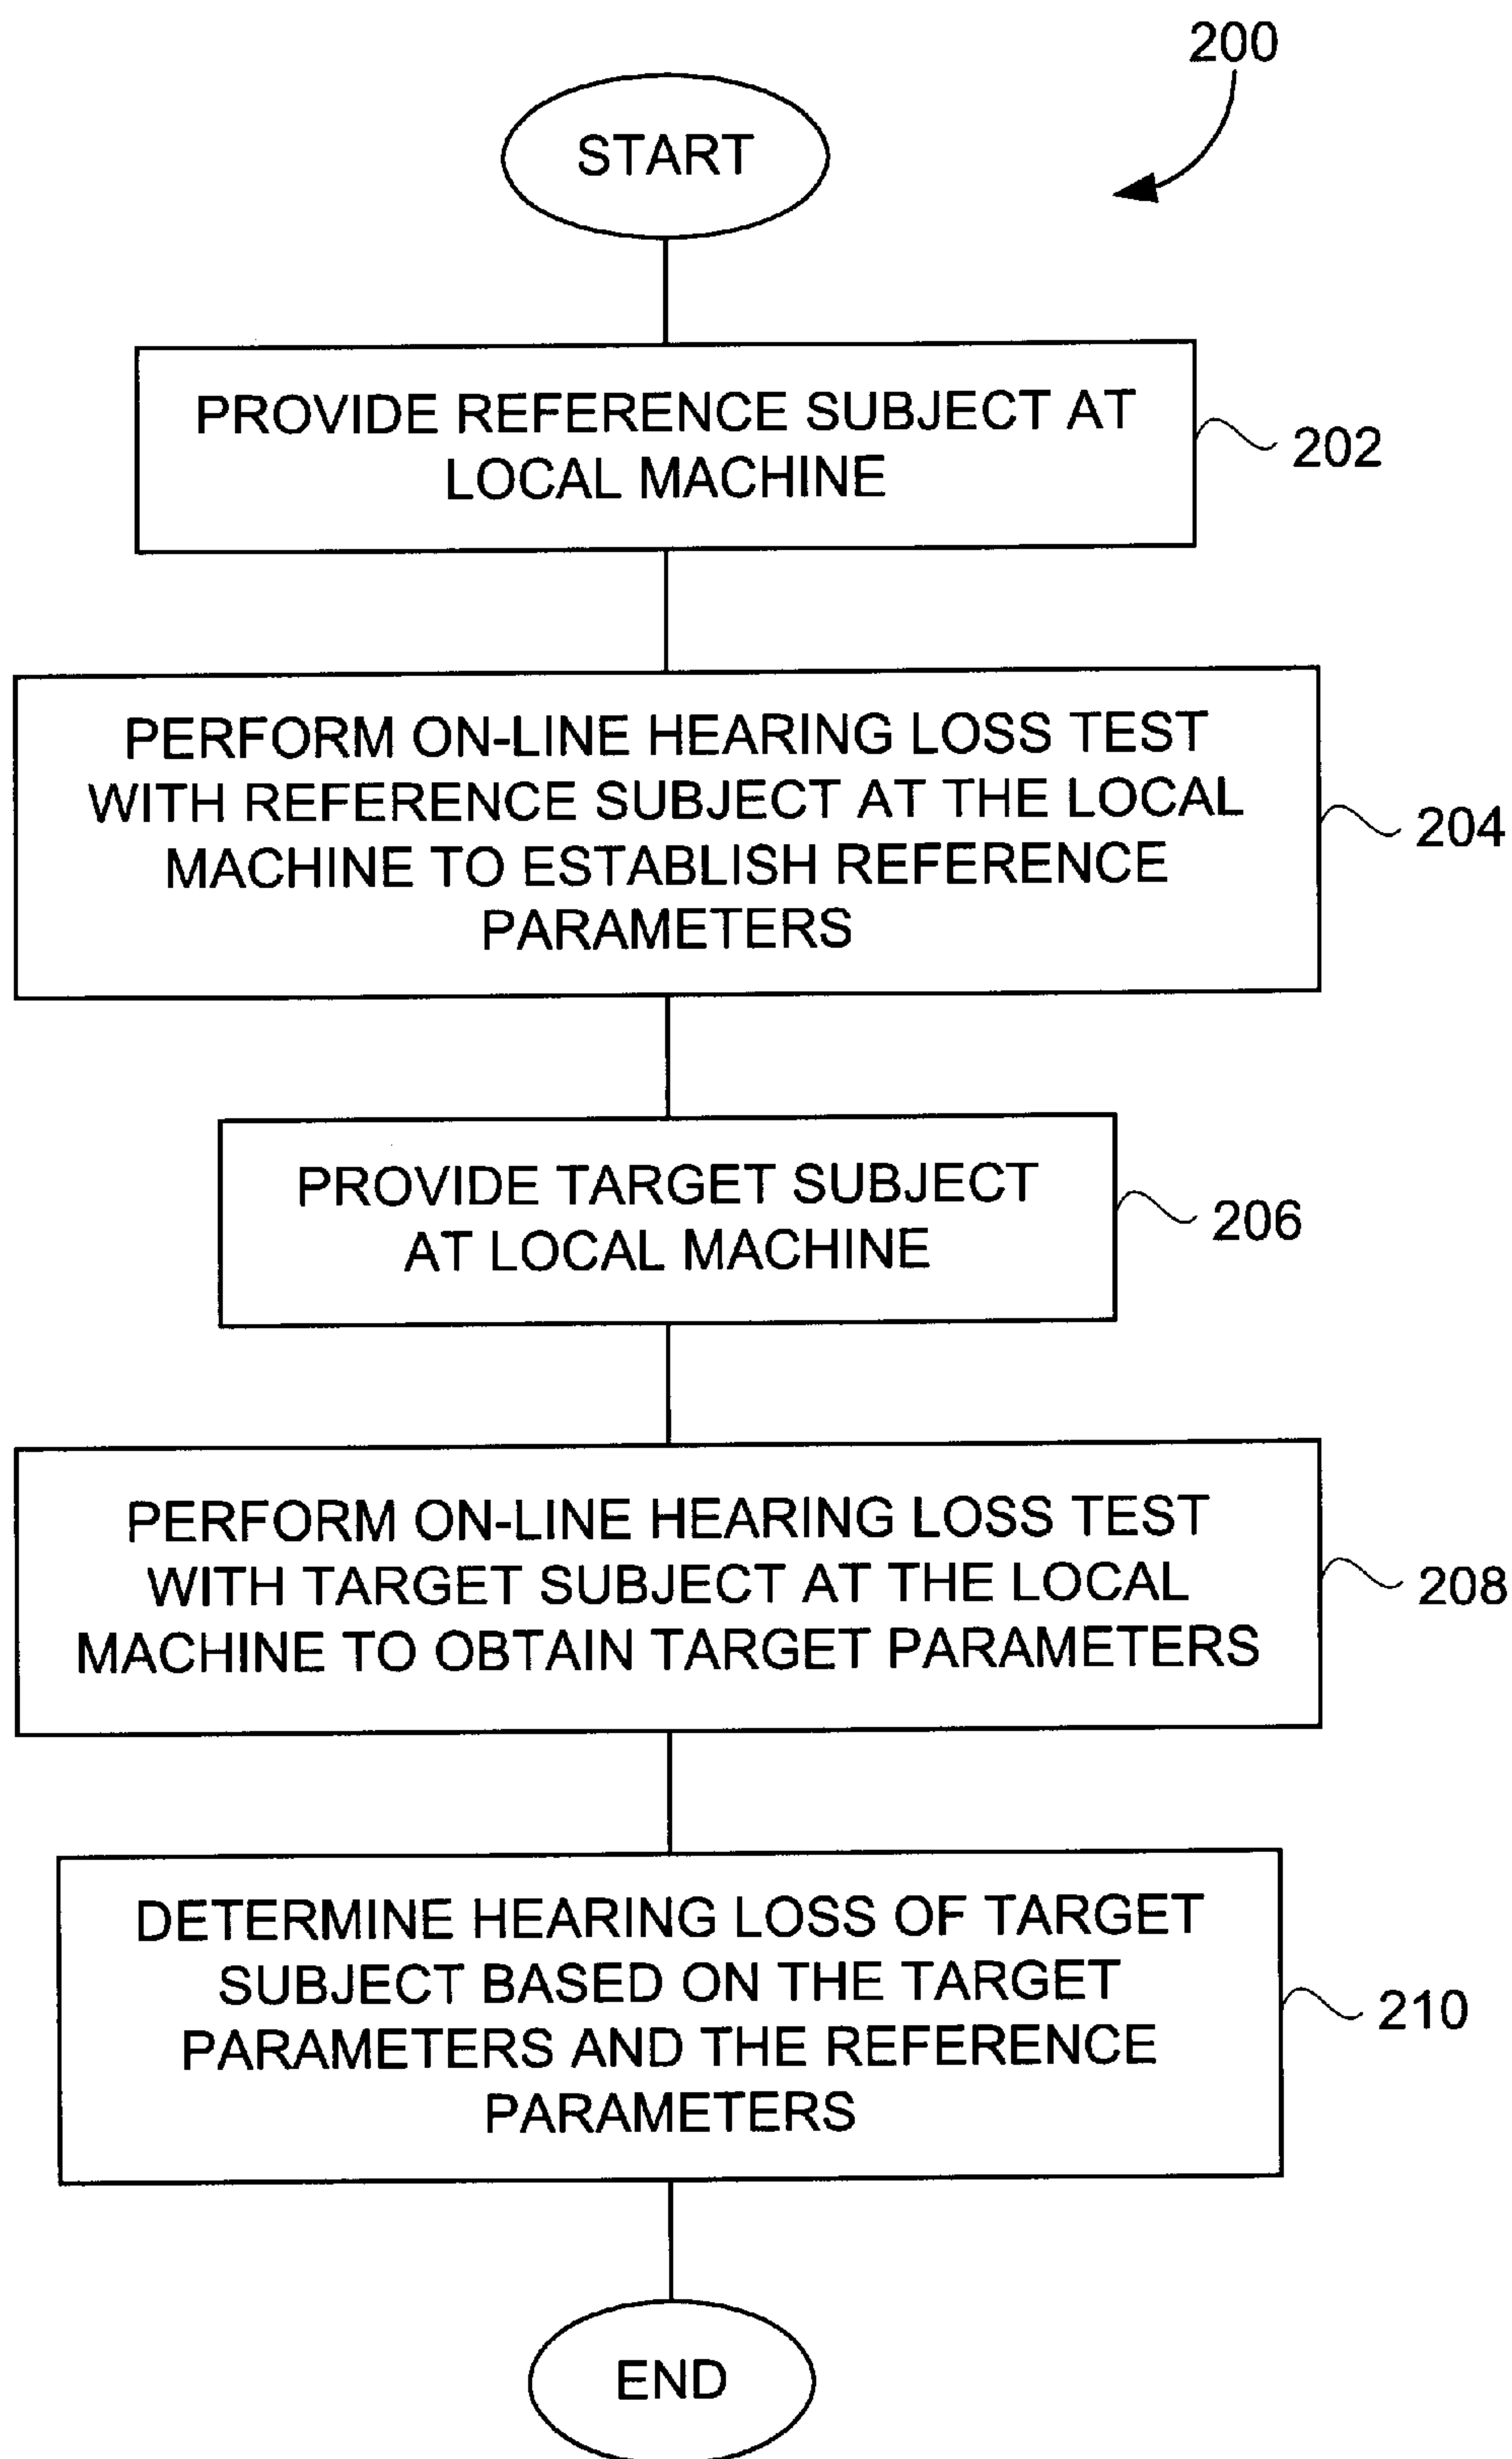 200
START
PROVIDE REFERENCE SUBJECT AT
LOCAL MACHINE
202
PERFORM ON-LINE HEARING LOSS TEST
WITH REFERENCE SUBJECT AT THE LOCAL
MACHINE TO ESTABLISH REFERENCE
PARAMETERS
204
PROVIDE TARGET SUBJECT
AT LOCAL MACHINE
206
PERFORM ON-LINE HEARING LOSS TEST
WITH TARGET SUBJECT AT THE LOCAL
MACHINE TO OBTAIN TARGET PARAMETERS
208
DETERMINE HEARING LOSS OF TARGET
SUBJECT BASED ON THE TARGET
PARAMETERS AND THE REFERENCE
PARAMETERS
210
END